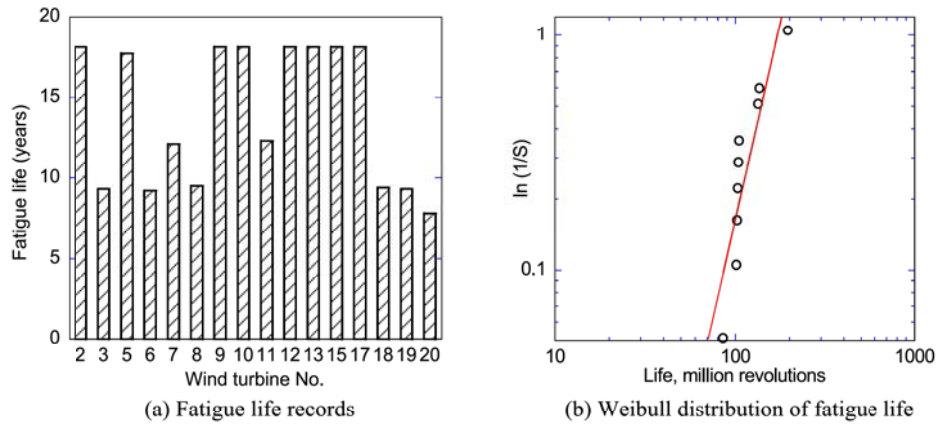 20
15
10
5
0
Fatigue life (years)
2 3 5 6 7 8 9 10 11 12 13 15 17 18 19 20
Wind turbine No.
(a) Fatigue life records
1
0.1
ln (1/S)
10 100 1000
Life, million revolutions
(b) Weibull distribution of fatigue life